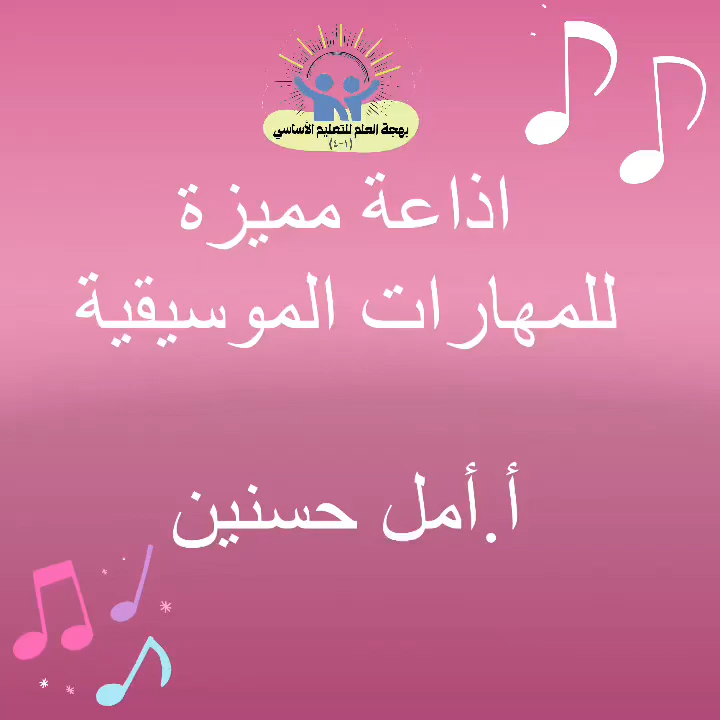 بهجة العلم للتعليم الأساسي
(١-٤)
اذاعة مميزة
للمهارات الموسيقية
أ.أمل حسنين